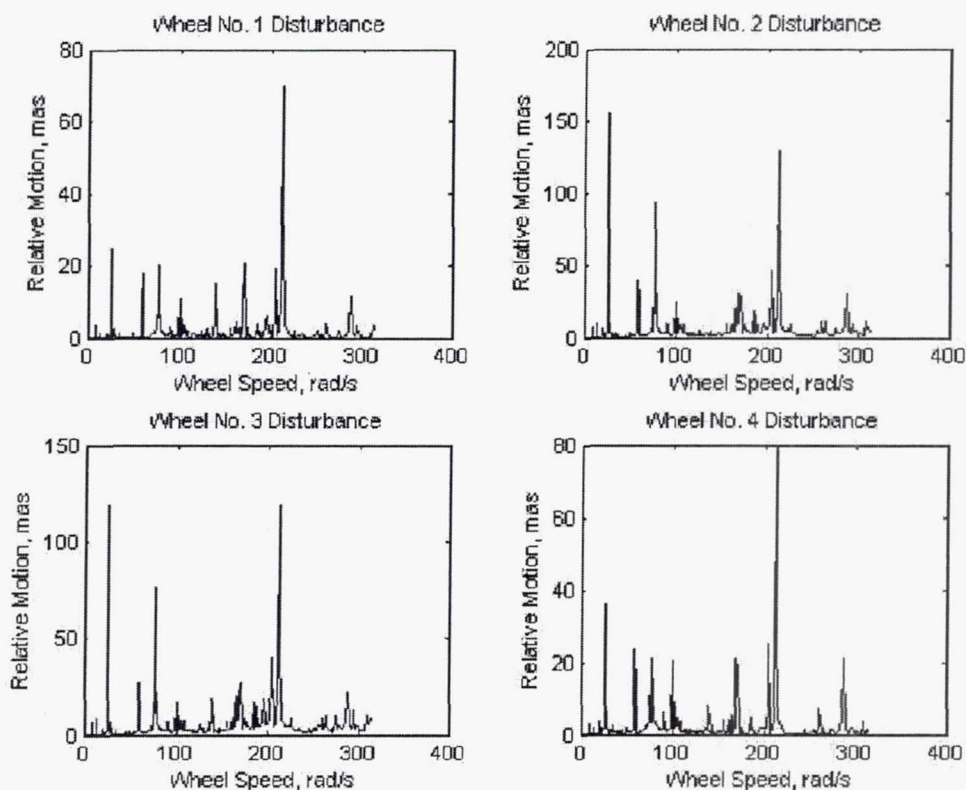 Wheel No. 1 Disturbance
80
60
40
20
0
Relative Motion, mas
0 100 200 300 400
Wheel Speed, rad/s
Wheel No. 2 Disturbance
200
150
100
50
0
Relative Motion, mas
0 100 200 300 400
Wheel Speed, rad/s
Wheel No. 3 Disturbance
150
100
50
0
Relative Motion, mas
0 100 200 300 400
Wheel Speed, rad/s
Wheel No. 4 Disturbance
80
60
40
20
0
Relative Motion, mas
0 100 200 300 400
Wheel Speed, rad/s